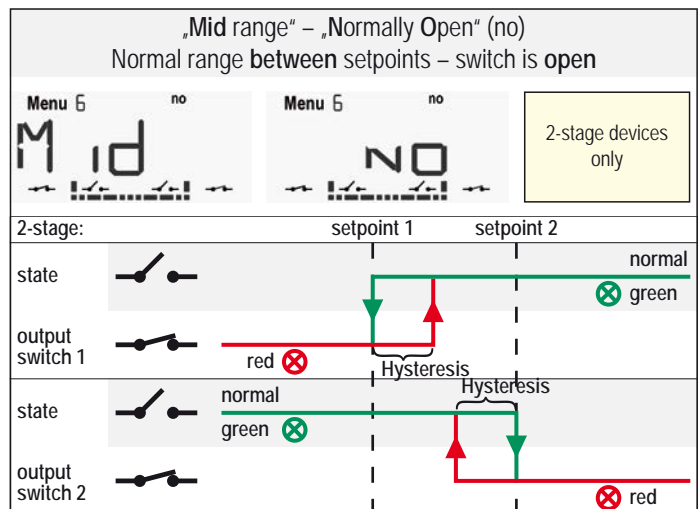 „Mid range“ – „Normally Open“ (no)
Normal range between setpoints – switch is open
Menu 6 no
Mid
Menu 6 no
NO
2-stage devices
only
2-stage: setpoint 1 setpoint 2
state normal
green
output
switch 1
red Hysteresis
Hysteresis
state normal
green
output
switch 2
red